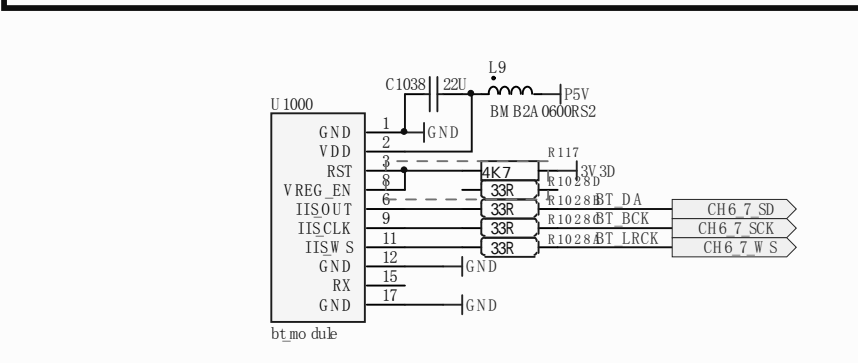 L9
C1038 22U
P5V
BMB2A0600RS2
U1000
GND 1 GND
VDD 2
RST 3 4K7 R117 3V3D
VREG_EN 8 33R R1028D
IISOUT 6 33R R1028B BT_DA CH6_7_SD
IISCLK 9 33R R1028C BT_BCK CH6_7_SCK
IISWS 11 33R R1028A BT_LRCK CH6_7_WS
GND 12 GND
RX 15
GND 17 GND
bt_module